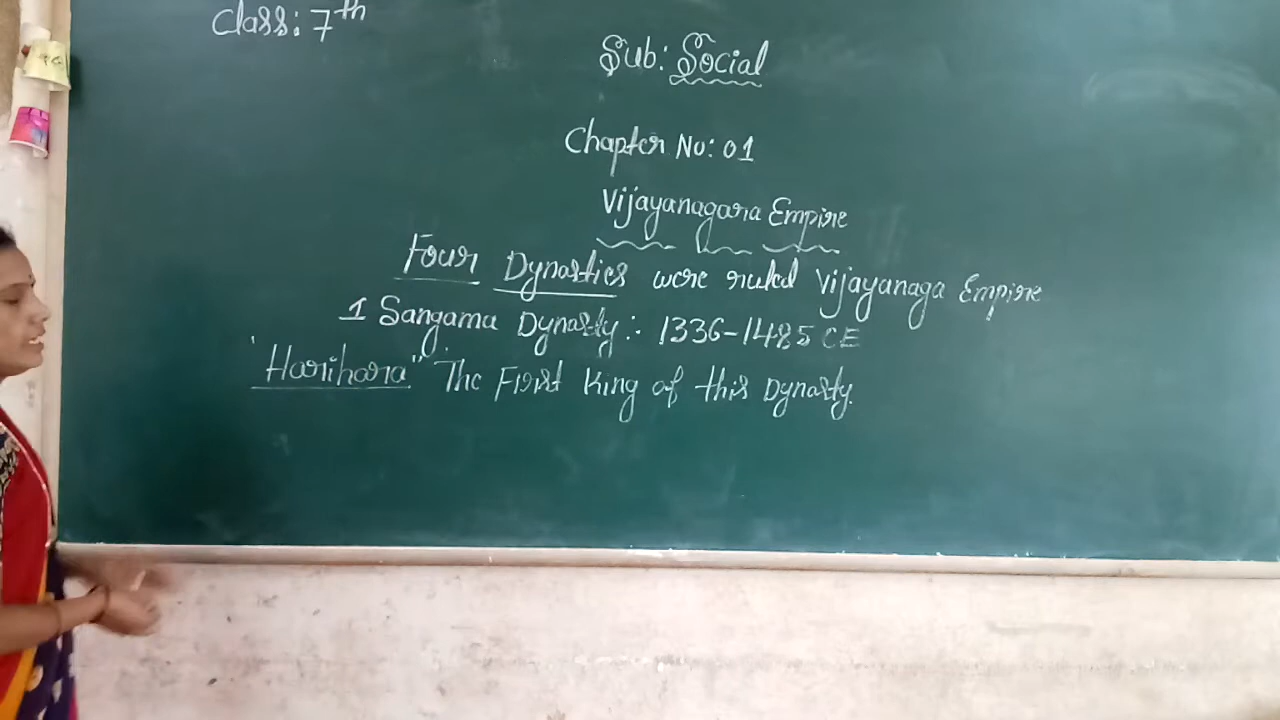 Class: 7th
Sub: Social
Chapter No: 01
Vijayanagara Empire
Four Dynasties were ruled Vijayanaga Empire
1 Sangama Dynasty:- 1336-1485 CE
'Harihara" The First King of this Dynasty.